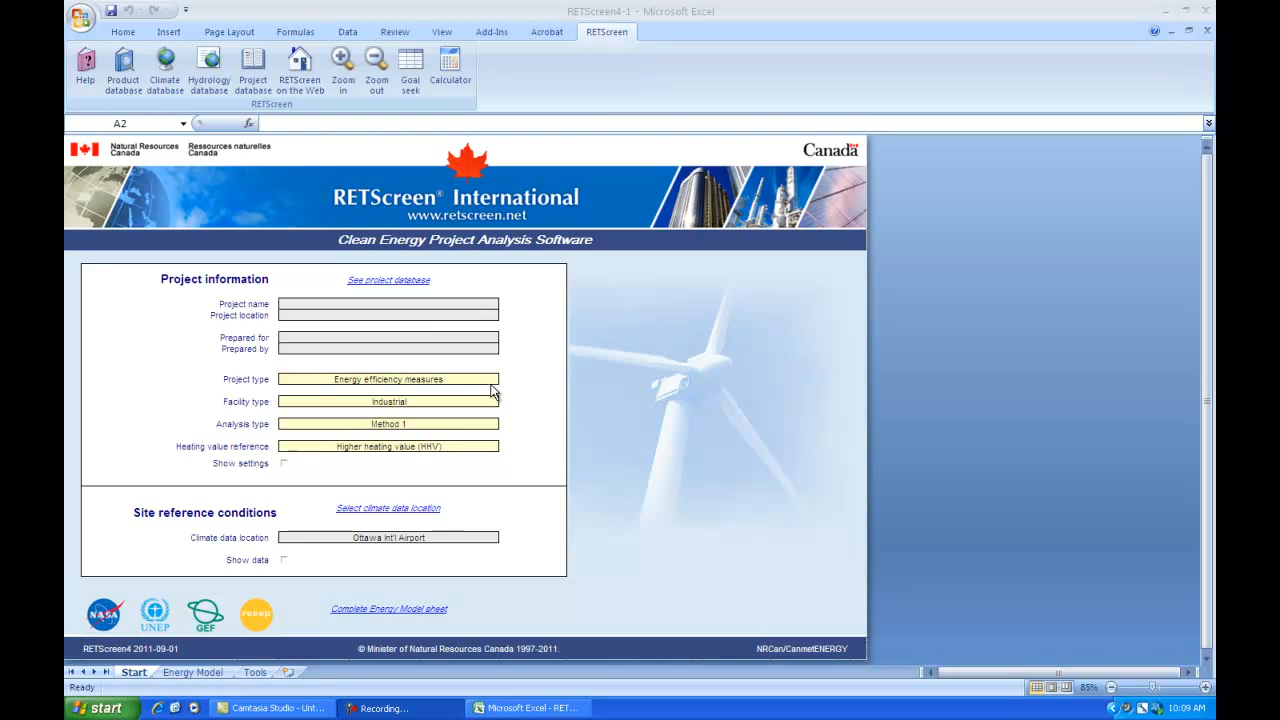 RETScreen4-1 - Microsoft Excel
Home Insert Page Layout Formulas Data Review View Add-Ins Acrobat RETScreen
Help Product database Climate database Hydrology database Project database RETScreen on the Web Zoom in Zoom out Goal seek Calculator
RETScreen
A2 fx
Natural Resources Canada Ressources naturelles Canada Canada
RETScreen® International
www.retscreen.net
Clean Energy Project Analysis Software
Project information See project database
Project name
Project location
Prepared for
Prepared by
Project type Energy efficiency measures
Facility type Industrial
Analysis type Method 1
Heating value reference Higher heating value (HHV)
Show settings
Site reference conditions Select climate data location
Climate data location Ottawa Int'l Airport
Show data
NASA UNEP GEF reeep Complete Energy Model sheet
RETScreen4 2011-09-01 © Minister of Natural Resources Canada 1997-2011. NRCan/CanmetENERGY
Start Energy Model Tools
Ready 85%
start Camtasia Studio - Unt... Recording... Microsoft Excel - RET... 10:09 AM